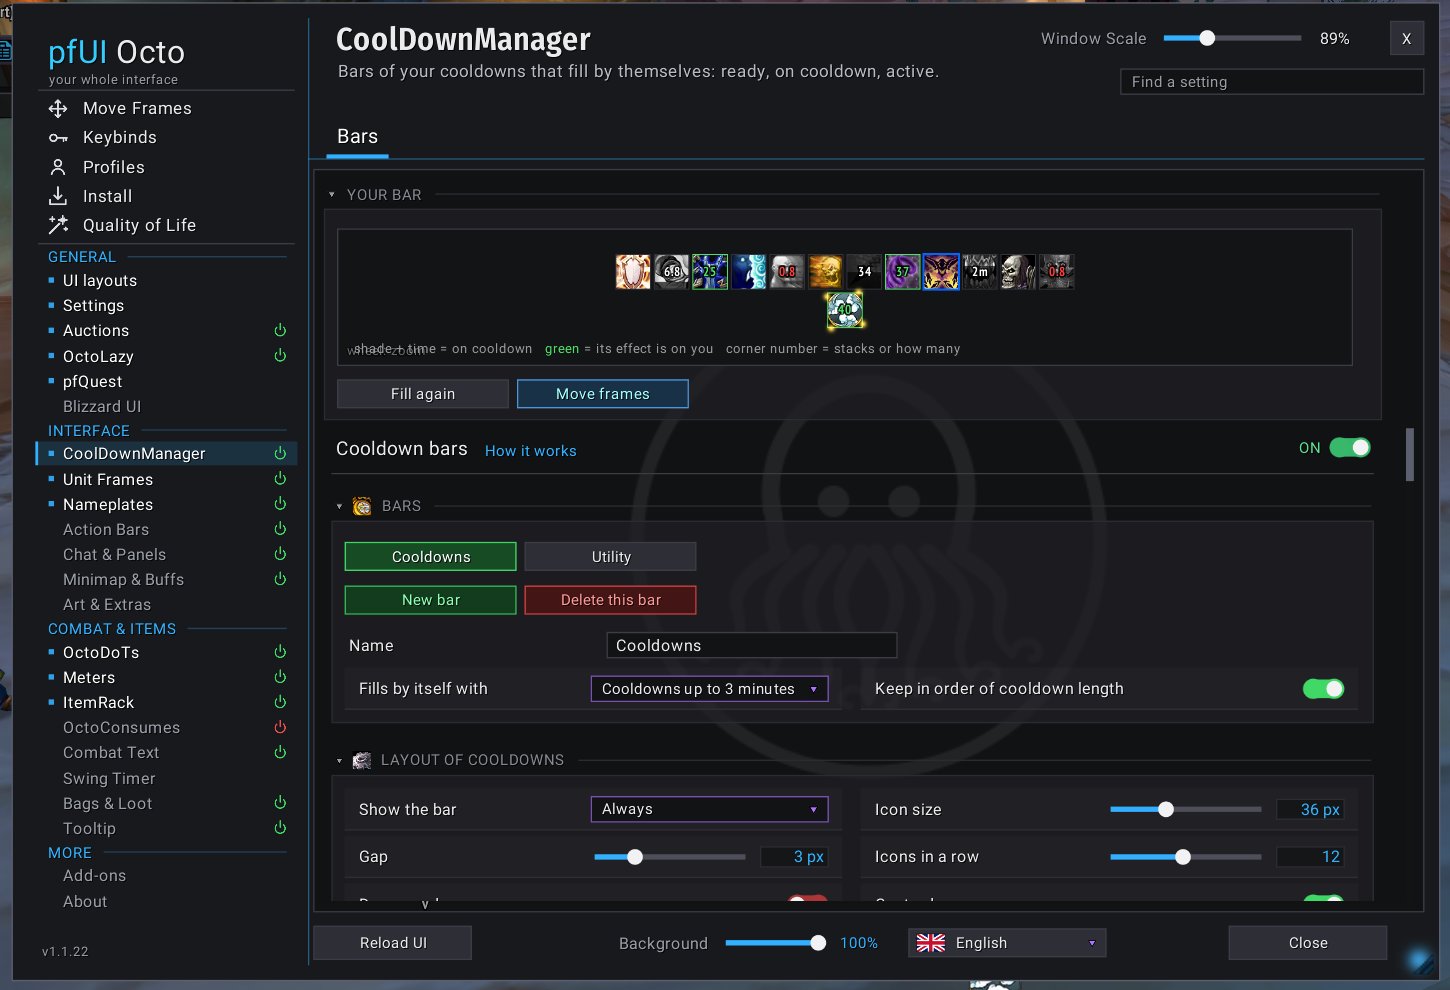 pfUI Octo
your whole interface
Move Frames
Keybinds
Profiles
Install
Quality of Life
GENERAL
UI layouts
Settings
Auctions
OctoLazy
pfQuest
Blizzard UI
INTERFACE
CoolDownManager
Unit Frames
Nameplates
Action Bars
Chat & Panels
Minimap & Buffs
Art & Extras
COMBAT & ITEMS
OctoDoTs
Meters
ItemRack
OctoConsumes
Combat Text
Swing Timer
Bags & Loot
Tooltip
MORE
Add-ons
About
v1.1.22
CoolDownManager
Bars of your cooldowns that fill by themselves: ready, on cooldown, active.
Window Scale 89% X
Find a setting
Bars
YOUR BAR
6.8 25 0.8 34 37 2m 0.8
40
wheel: zoom
shade + time = on cooldown green = its effect is on you corner number = stacks or how many
Fill again Move frames
Cooldown bars How it works ON
BARS
Cooldowns Utility
New bar Delete this bar
Name Cooldowns
Fills by itself with Cooldowns up to 3 minutes Keep in order of cooldown length
LAYOUT OF COOLDOWNS
Show the bar Always Icon size 36 px
Gap 3 px Icons in a row 12
Reload UI Background 100% English Close